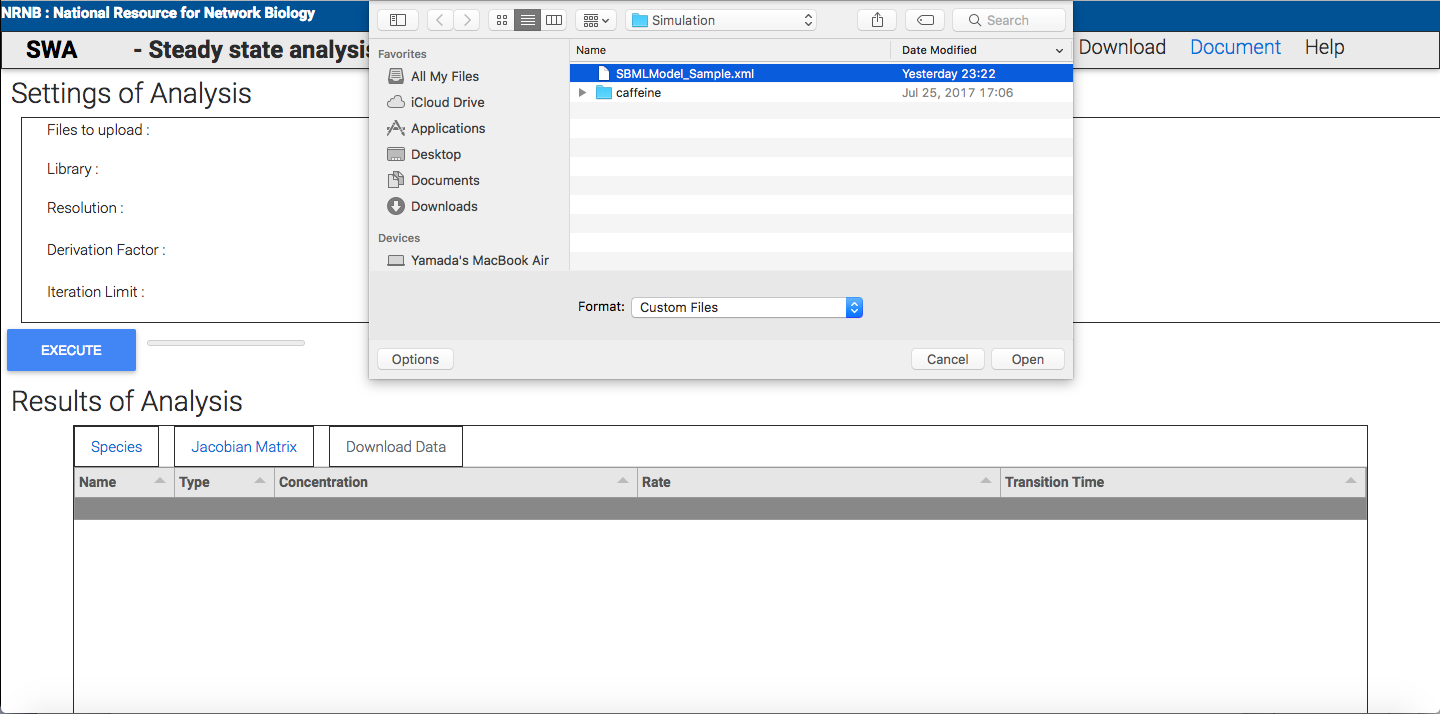 NRNB : National Resource for Network Biology
SWA - Steady state analysis
Download Document Help
Simulation
Search
Favorites
All My Files
iCloud Drive
Applications
Desktop
Documents
Downloads
Devices
Yamada's MacBook Air
Name Date Modified
SBMLModel_Sample.xml Yesterday 23:22
caffeine Jul 25, 2017 17:06
Format: Custom Files
Options Cancel Open
Settings of Analysis
Files to upload :
Library :
Resolution :
Derivation Factor :
Iteration Limit :
EXECUTE
Results of Analysis
Species Jacobian Matrix Download Data
Name Type Concentration Rate Transition Time